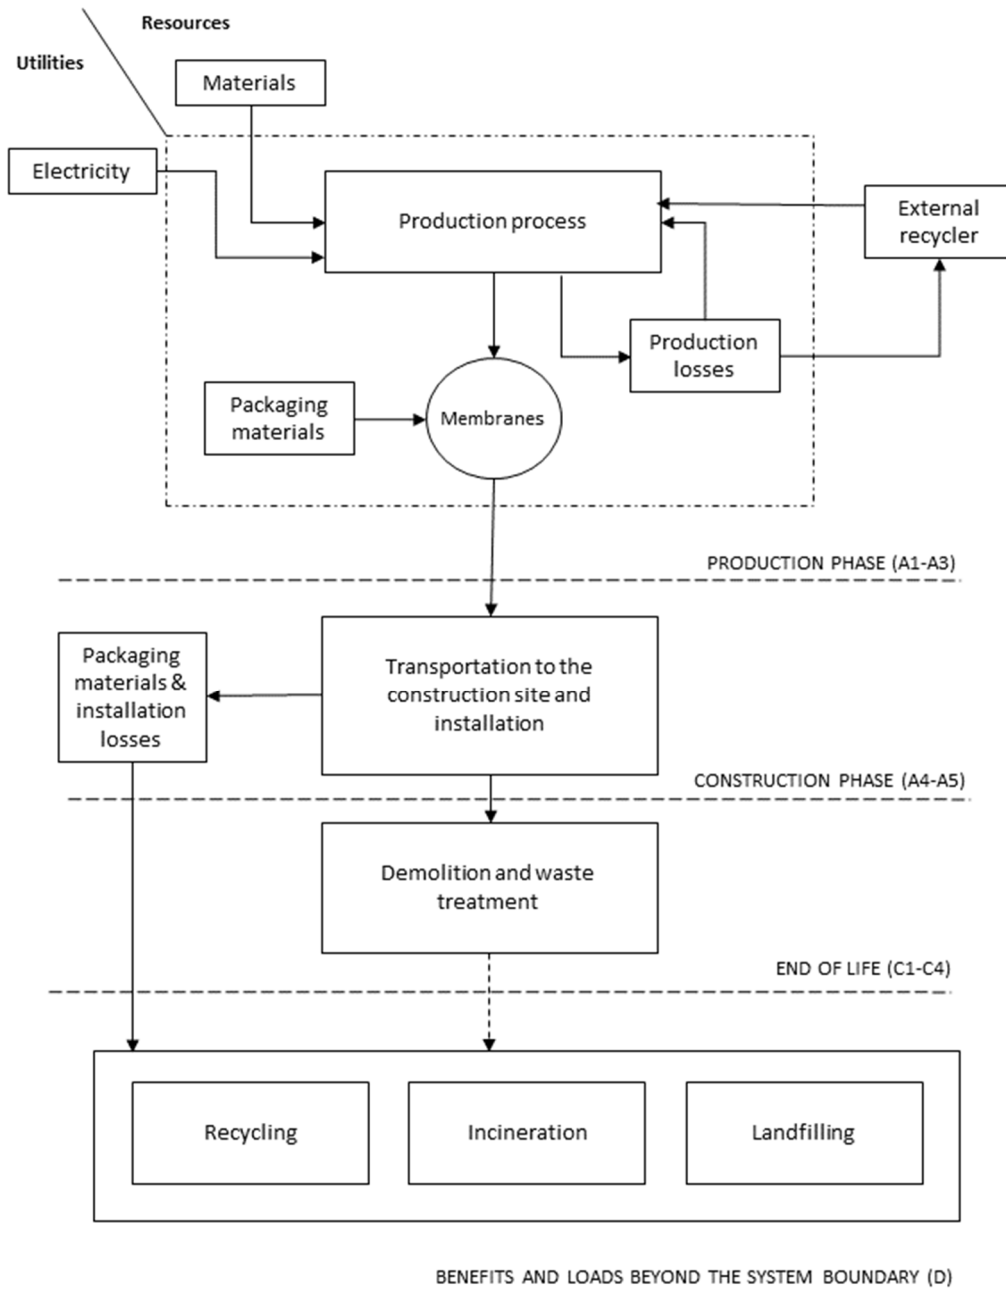 Resources
Utilities
Materials
Electricity
Production process
External
recycler
Production
losses
Packaging
materials
Membranes
PRODUCTION PHASE (A1-A3)
Packaging
materials &
installation
losses
Transportation to the
construction site and
installation
CONSTRUCTION PHASE (A4-A5)
Demolition and waste
treatment
END OF LIFE (C1-C4)
Recycling
Incineration
Landfilling
BENEFITS AND LOADS BEYOND THE SYSTEM BOUNDARY (D)